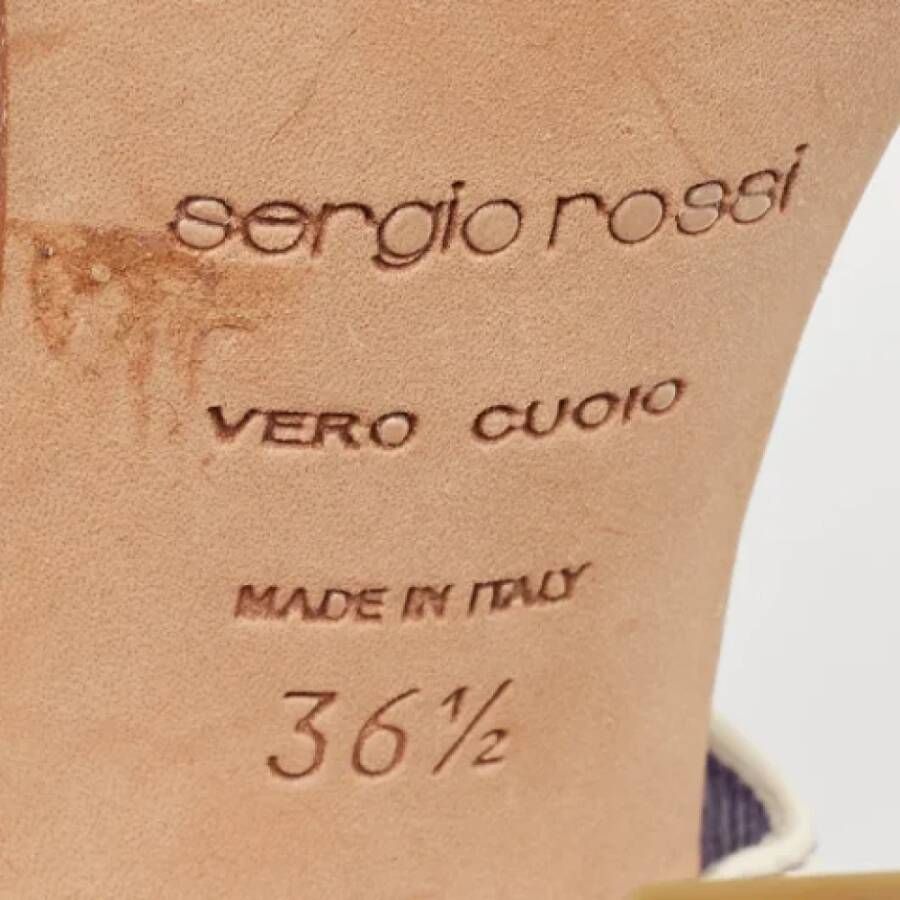 sergio rossi
VERO CUOIO
MADE IN ITALY
36½